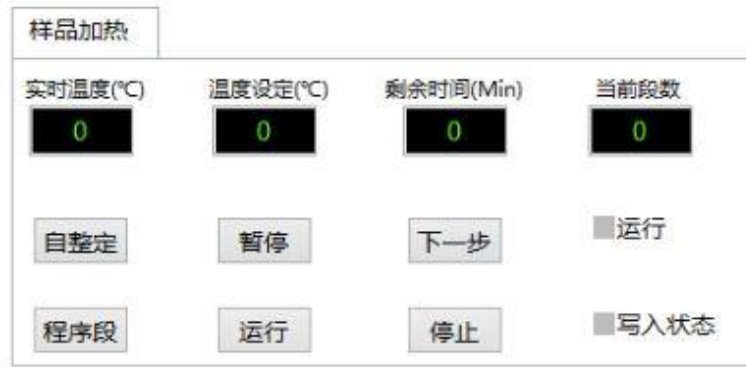 样品加热
实时温度(℃) 温度设定(℃) 剩余时间(Min) 当前段数
0 0 0 0
自整定 暂停 下一步 运行
程序段 运行 停止 写入状态